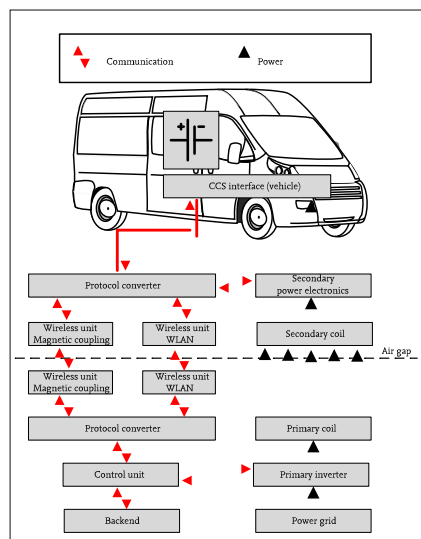 Communication
Power
+ -
CCS interface (vehicle)
Protocol converter
Secondary
power electronics
Wireless unit
Magnetic coupling
Wireless unit
WLAN
Secondary coil
Air gap
Wireless unit
Magnetic coupling
Wireless unit
WLAN
Protocol converter
Primary coil
Control unit
Primary inverter
Backend
Power grid